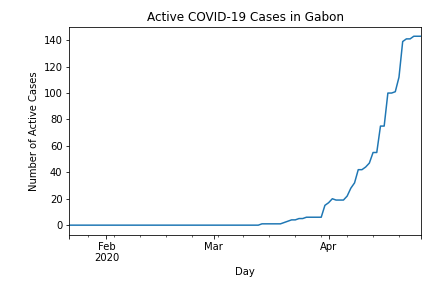 Active COVID-19 Cases in Gabon
140
120
100
80
60
40
20
0
Number of Active Cases
Feb
2020
Mar
Apr
Day